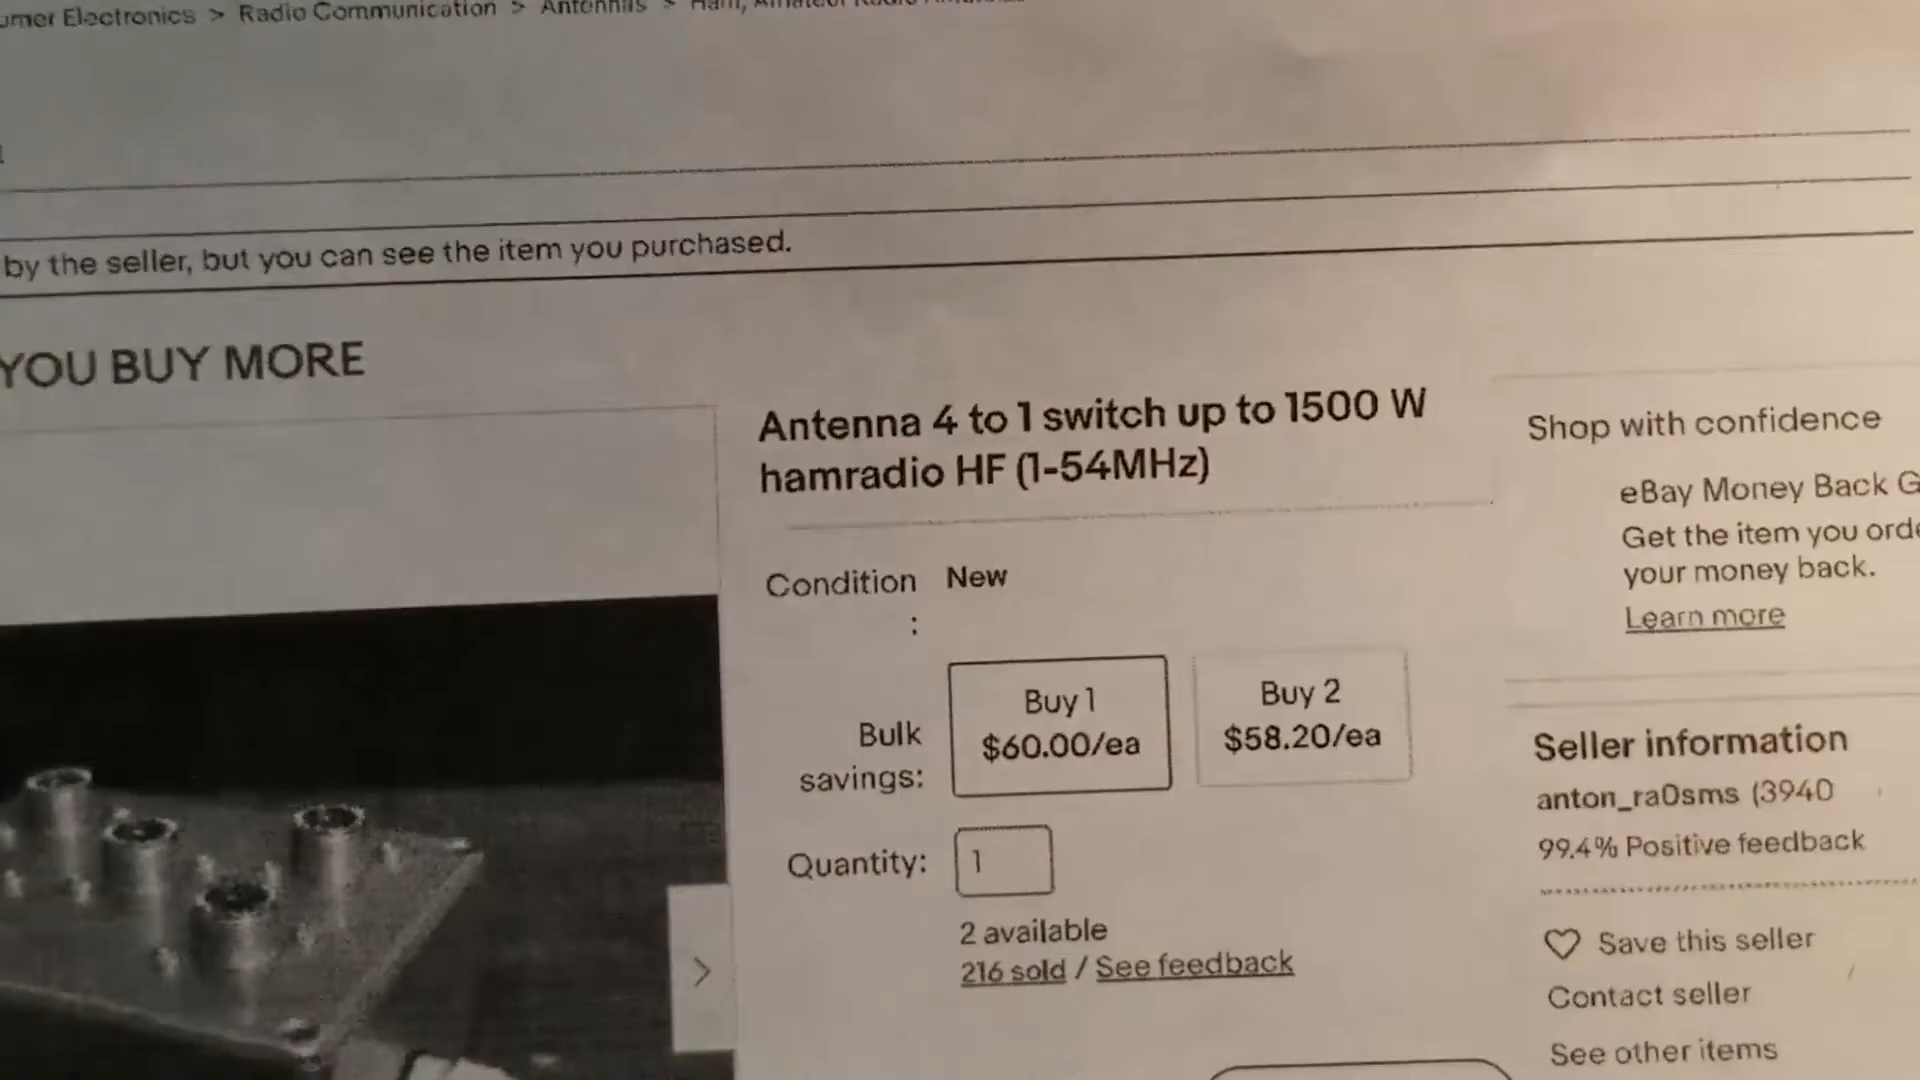 Electronics > Radio Communication > Antennas > Ham, Amateur Radio
by the seller, but you can see the item you purchased.
YOU BUY MORE
Antenna 4 to 1 switch up to 1500 W
hamradio HF (1-54MHz)
Condition New
:
Bulk
savings:
Buy 1
$60.00/ea
Buy 2
$58.20/ea
Quantity: 1
2 available
216 sold / See feedback
Shop with confidence
eBay Money Back G
Get the item you orde
your money back.
Learn more
Seller information
anton_ra0sms (3940
99.4% Positive feedback
Save this seller
Contact seller
See other items